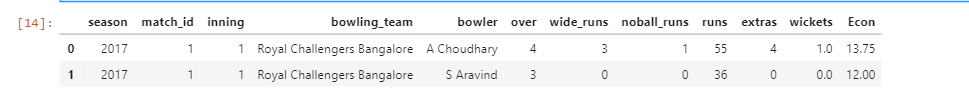 [14]: season match_id inning bowling_team bowler over wide_runs noball_runs runs extras wickets Econ
0 2017 1 1 Royal Challengers Bangalore A Choudhary 4 3 1 55 4 1.0 13.75
1 2017 1 1 Royal Challengers Bangalore S Aravind 3 0 0 36 0 0.0 12.00